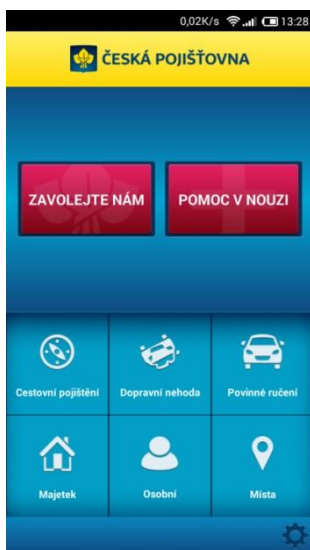 0,02K/s 13:28
ČESKÁ POJIŠŤOVNA
ZAVOLEJTE NÁM POMOC V NOUZI
Cestovní pojištění Dopravní nehoda Povinné ručení
Majetek Osobní Místa